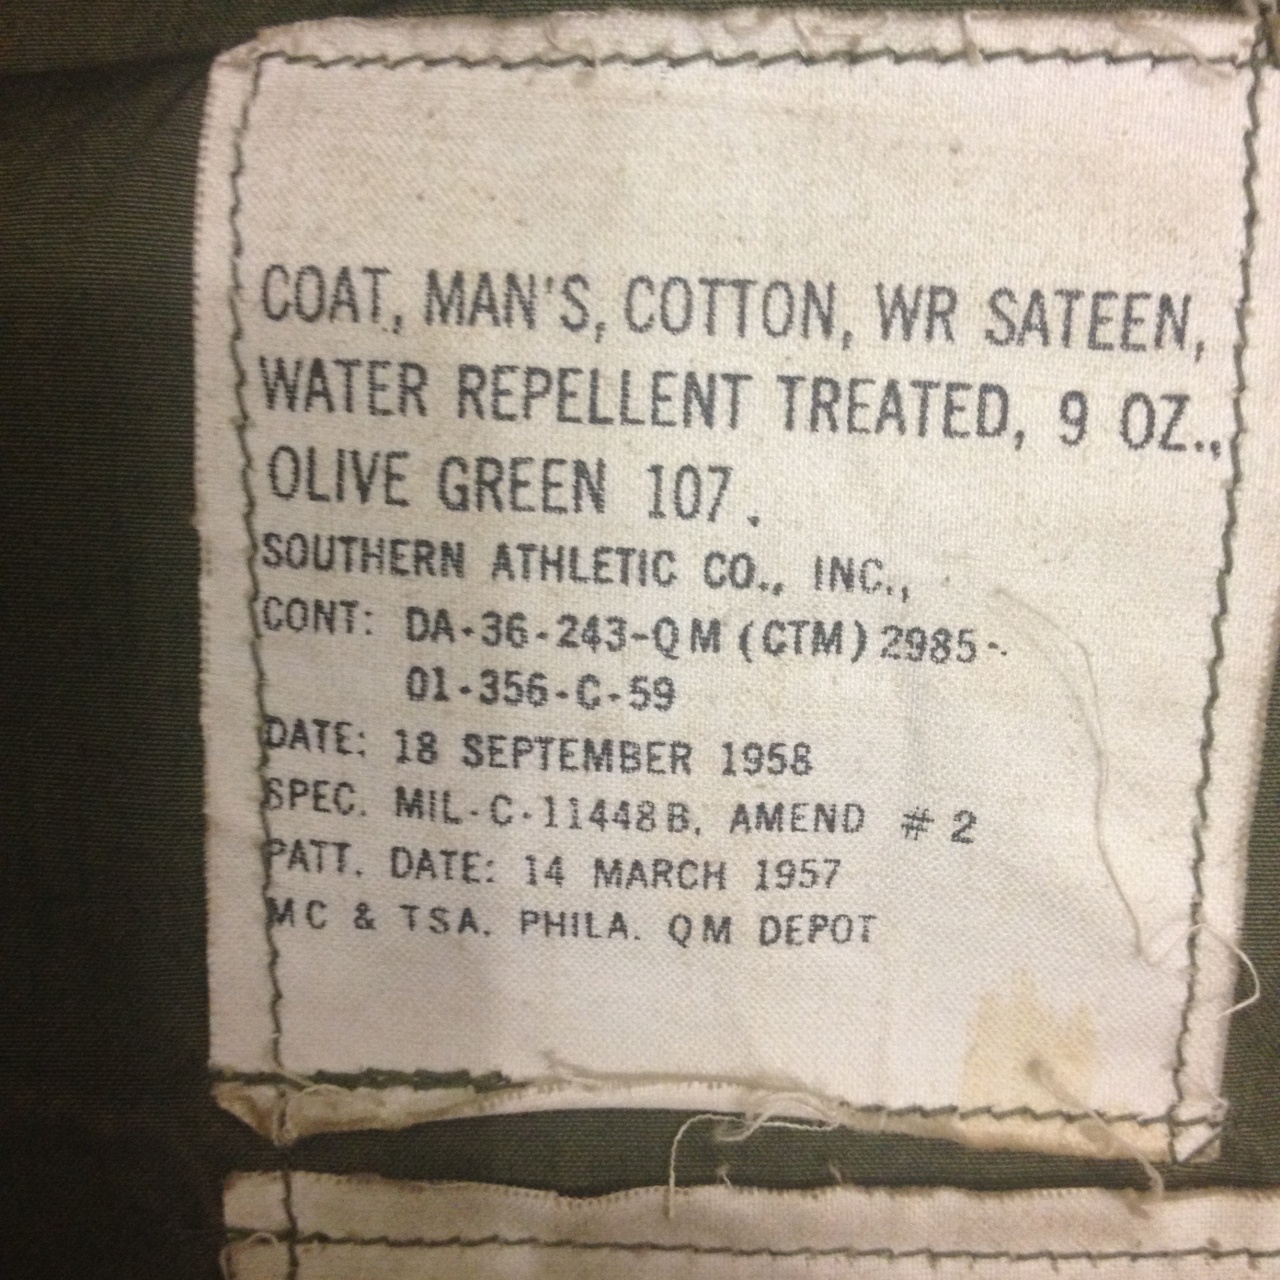 COAT, MAN'S, COTTON, WR SATEEN,
WATER REPELLENT TREATED, 9 OZ.,
OLIVE GREEN 107.
SOUTHERN ATHLETIC CO., INC.,
CONT: DA-36-243-QM (CTM) 2985-
01-356-C-59
DATE: 18 SEPTEMBER 1958
SPEC. MIL-C-11448B, AMEND #2
PATT. DATE: 14 MARCH 1957
MC & TSA. PHILA. QM DEPOT